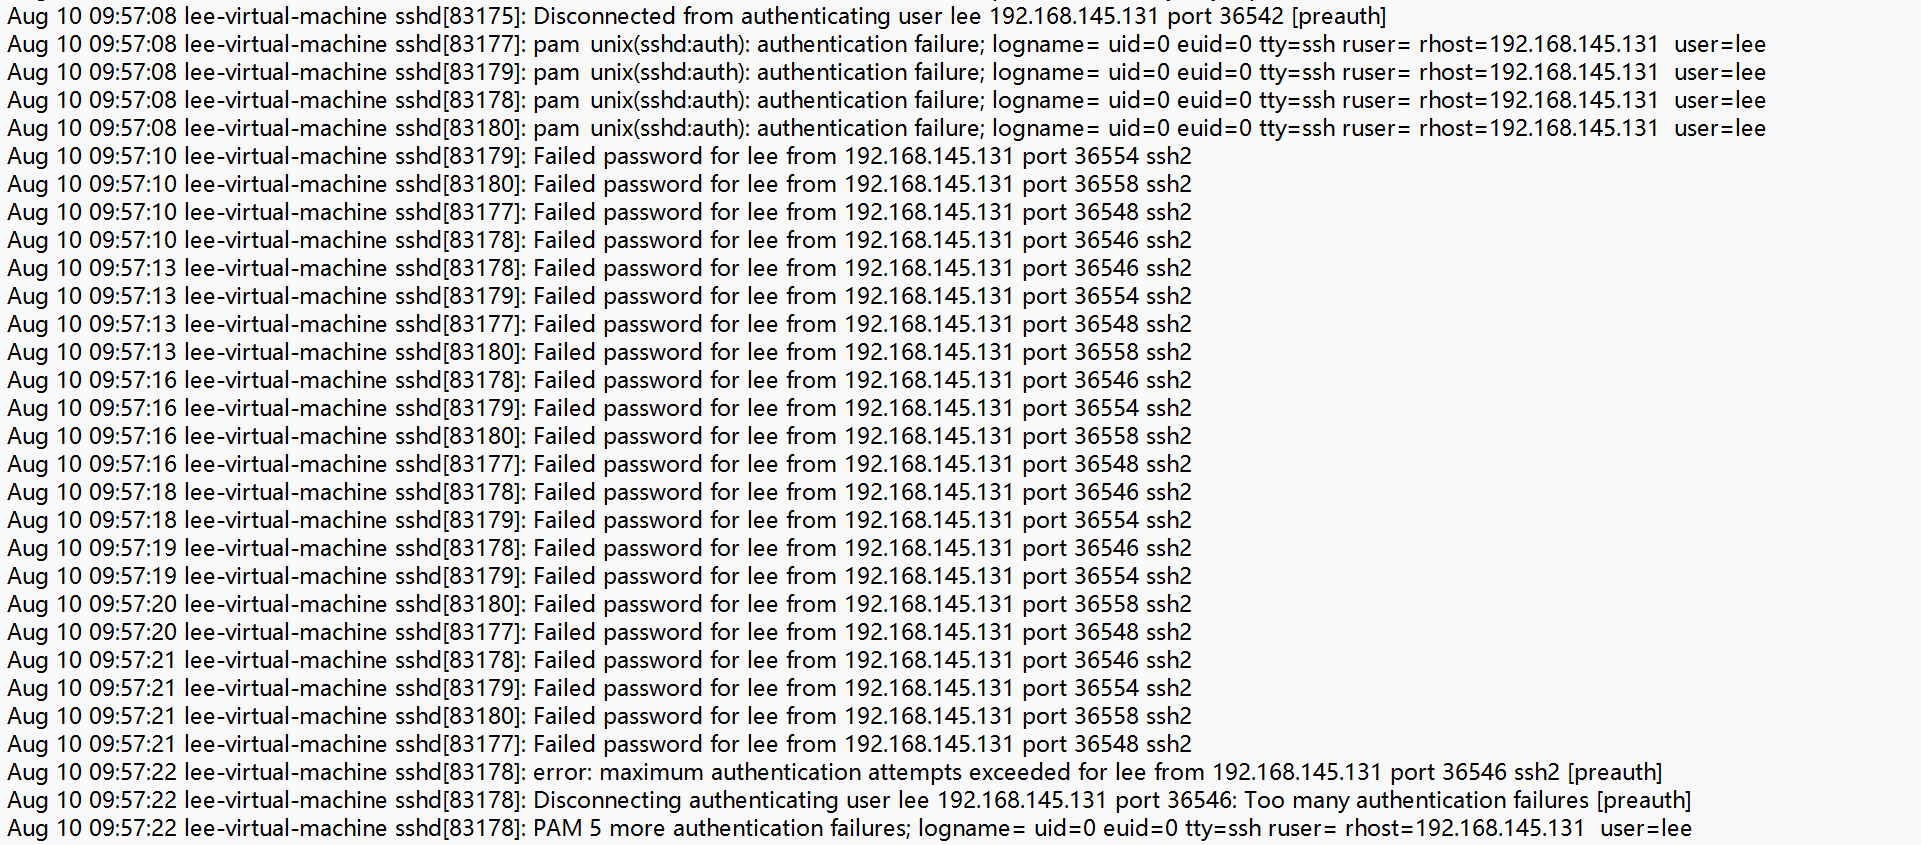 Aug 10 09:57:08 lee-virtual-machine sshd[83175]: Disconnected from authenticating user lee 192.168.145.131 port 36542 [preauth]
Aug 10 09:57:08 lee-virtual-machine sshd[83177]: pam_unix(sshd:auth): authentication failure; logname= uid=0 euid=0 tty=ssh ruser= rhost=192.168.145.131  user=lee
Aug 10 09:57:08 lee-virtual-machine sshd[83179]: pam_unix(sshd:auth): authentication failure; logname= uid=0 euid=0 tty=ssh ruser= rhost=192.168.145.131  user=lee
Aug 10 09:57:08 lee-virtual-machine sshd[83178]: pam_unix(sshd:auth): authentication failure; logname= uid=0 euid=0 tty=ssh ruser= rhost=192.168.145.131  user=lee
Aug 10 09:57:08 lee-virtual-machine sshd[83180]: pam_unix(sshd:auth): authentication failure; logname= uid=0 euid=0 tty=ssh ruser= rhost=192.168.145.131  user=lee
Aug 10 09:57:10 lee-virtual-machine sshd[83179]: Failed password for lee from 192.168.145.131 port 36554 ssh2
Aug 10 09:57:10 lee-virtual-machine sshd[83180]: Failed password for lee from 192.168.145.131 port 36558 ssh2
Aug 10 09:57:10 lee-virtual-machine sshd[83177]: Failed password for lee from 192.168.145.131 port 36548 ssh2
Aug 10 09:57:10 lee-virtual-machine sshd[83178]: Failed password for lee from 192.168.145.131 port 36546 ssh2
Aug 10 09:57:13 lee-virtual-machine sshd[83178]: Failed password for lee from 192.168.145.131 port 36546 ssh2
Aug 10 09:57:13 lee-virtual-machine sshd[83179]: Failed password for lee from 192.168.145.131 port 36554 ssh2
Aug 10 09:57:13 lee-virtual-machine sshd[83177]: Failed password for lee from 192.168.145.131 port 36548 ssh2
Aug 10 09:57:13 lee-virtual-machine sshd[83180]: Failed password for lee from 192.168.145.131 port 36558 ssh2
Aug 10 09:57:16 lee-virtual-machine sshd[83178]: Failed password for lee from 192.168.145.131 port 36546 ssh2
Aug 10 09:57:16 lee-virtual-machine sshd[83179]: Failed password for lee from 192.168.145.131 port 36554 ssh2
Aug 10 09:57:16 lee-virtual-machine sshd[83180]: Failed password for lee from 192.168.145.131 port 36558 ssh2
Aug 10 09:57:16 lee-virtual-machine sshd[83177]: Failed password for lee from 192.168.145.131 port 36548 ssh2
Aug 10 09:57:18 lee-virtual-machine sshd[83178]: Failed password for lee from 192.168.145.131 port 36546 ssh2
Aug 10 09:57:18 lee-virtual-machine sshd[83179]: Failed password for lee from 192.168.145.131 port 36554 ssh2
Aug 10 09:57:19 lee-virtual-machine sshd[83178]: Failed password for lee from 192.168.145.131 port 36546 ssh2
Aug 10 09:57:19 lee-virtual-machine sshd[83179]: Failed password for lee from 192.168.145.131 port 36554 ssh2
Aug 10 09:57:20 lee-virtual-machine sshd[83180]: Failed password for lee from 192.168.145.131 port 36558 ssh2
Aug 10 09:57:20 lee-virtual-machine sshd[83177]: Failed password for lee from 192.168.145.131 port 36548 ssh2
Aug 10 09:57:21 lee-virtual-machine sshd[83178]: Failed password for lee from 192.168.145.131 port 36546 ssh2
Aug 10 09:57:21 lee-virtual-machine sshd[83179]: Failed password for lee from 192.168.145.131 port 36554 ssh2
Aug 10 09:57:21 lee-virtual-machine sshd[83180]: Failed password for lee from 192.168.145.131 port 36558 ssh2
Aug 10 09:57:21 lee-virtual-machine sshd[83177]: Failed password for lee from 192.168.145.131 port 36548 ssh2
Aug 10 09:57:22 lee-virtual-machine sshd[83178]: error: maximum authentication attempts exceeded for lee from 192.168.145.131 port 36546 ssh2 [preauth]
Aug 10 09:57:22 lee-virtual-machine sshd[83178]: Disconnecting authenticating user lee 192.168.145.131 port 36546: Too many authentication failures [preauth]
Aug 10 09:57:22 lee-virtual-machine sshd[83178]: PAM 5 more authentication failures; logname= uid=0 euid=0 tty=ssh ruser= rhost=192.168.145.131  user=lee